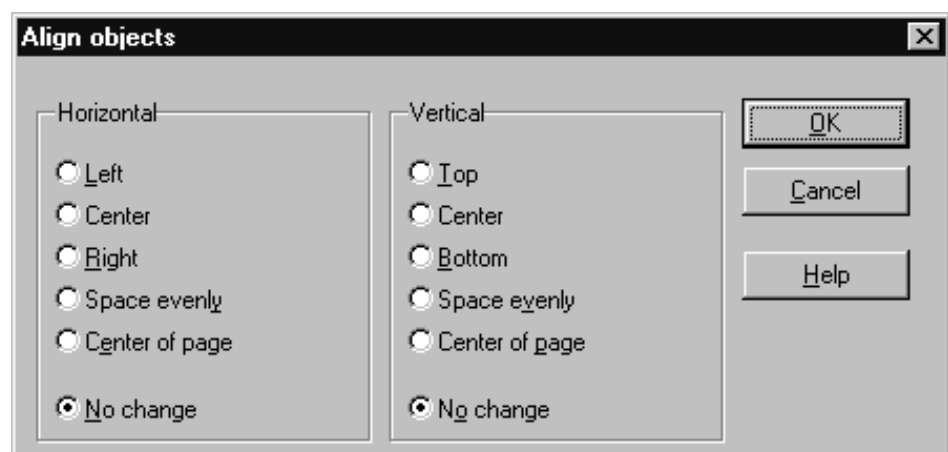 Align objects
Horizontal
Left
Center
Right
Space evenly
Center of page
No change
Vertical
Top
Center
Bottom
Space evenly
Center of page
No change
OK
Cancel
Help